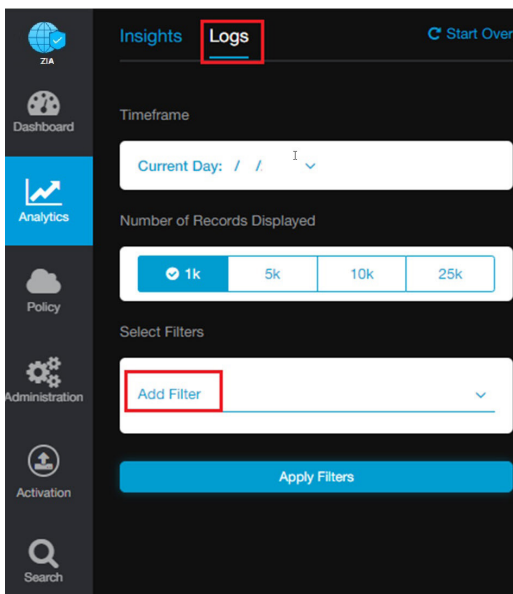 ZIA
Dashboard
Analytics
Policy
Administration
Activation
Search
Insights Logs Start Over
Timeframe
Current Day: / /
Number of Records Displayed
1k 5k 10k 25k
Select Filters
Add Filter
Apply Filters